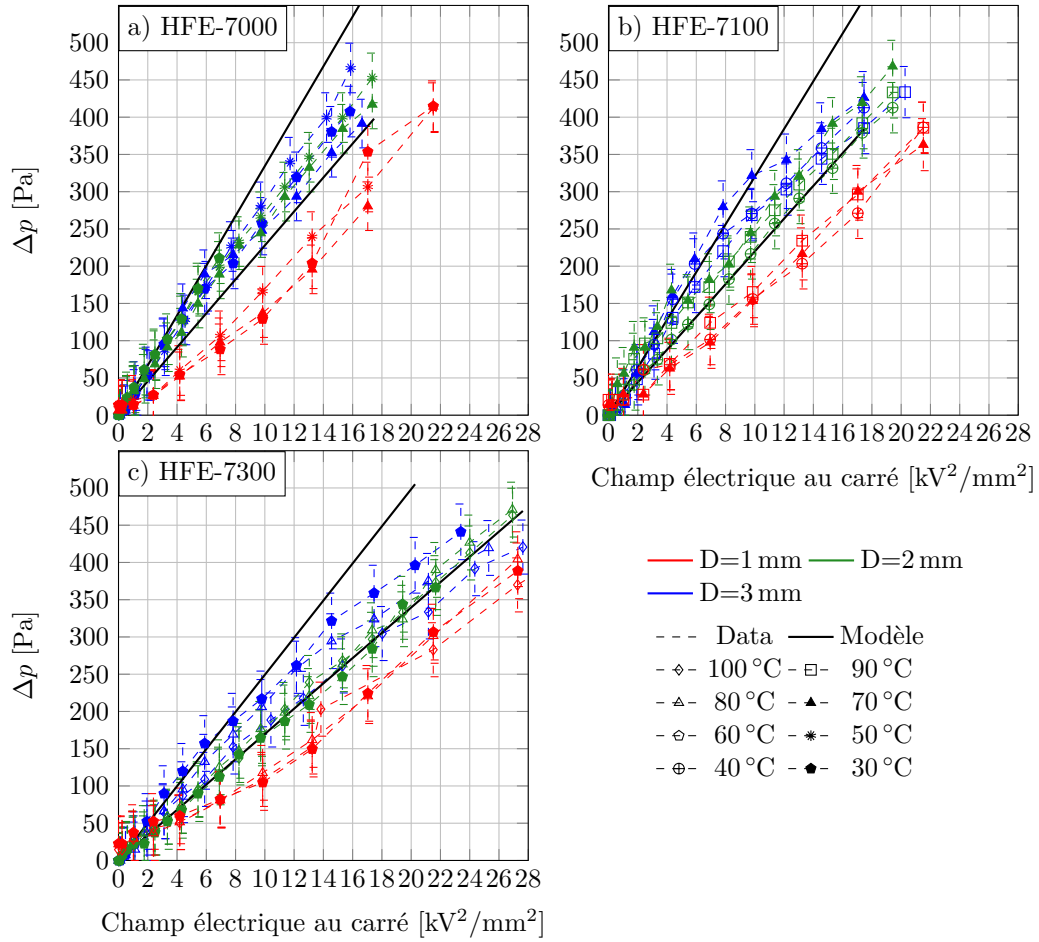 a) HFE-7000
500
450
400
350
300
250
200
150
100
50
0
Δp [Pa]
0 2 4 6 8 10 12 14 16 18 20 22 24 26 28
b) HFE-7100
500
450
400
350
300
250
200
150
100
50
0
0 2 4 6 8 10 12 14 16 18 20 22 24 26 28
Champ électrique au carré [kV²/mm²]
c) HFE-7300
500
450
400
350
300
250
200
150
100
50
0
Δp [Pa]
0 2 4 6 8 10 12 14 16 18 20 22 24 26 28
Champ électrique au carré [kV²/mm²]
D=1 mm D=2 mm
D=3 mm
Data Modèle
100 °C 90 °C
80 °C 70 °C
60 °C 50 °C
40 °C 30 °C